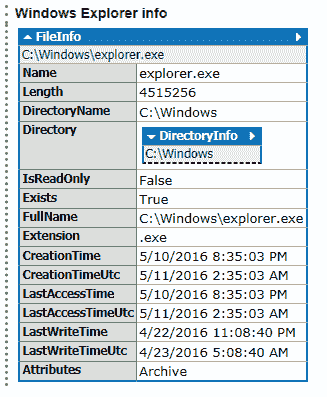 Windows Explorer info
FileInfo
C:\Windows\explorer.exe
Name explorer.exe
Length 4515256
DirectoryName C:\Windows
Directory DirectoryInfo
C:\Windows
IsReadOnly False
Exists True
FullName C:\Windows\explorer.exe
Extension .exe
CreationTime 5/10/2016 8:35:03 PM
CreationTimeUtc 5/11/2016 2:35:03 AM
LastAccessTime 5/10/2016 8:35:03 PM
LastAccessTimeUtc 5/11/2016 2:35:03 AM
LastWriteTime 4/22/2016 11:08:40 PM
LastWriteTimeUtc 4/23/2016 5:08:40 AM
Attributes Archive